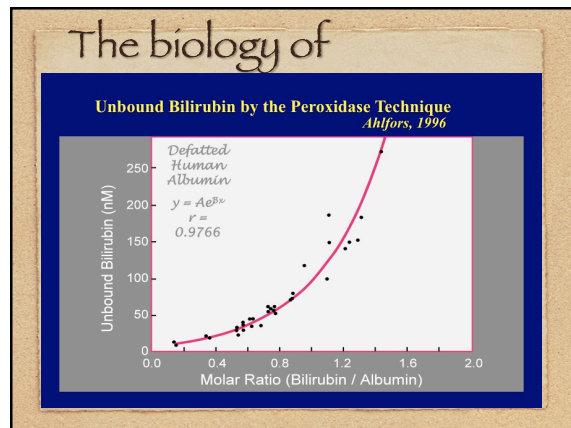 The biology of
Unbound Bilirubin by the Peroxidase Technique
Ahlfors, 1996
Defatted
Human
Albumin
y = Ae^βx
r =
0.9766
Unbound Bilirubin (nM)
250
200
150
100
50
0
0.0 0.4 0.8 1.2 1.6 2.0
Molar Ratio (Bilirubin / Albumin)